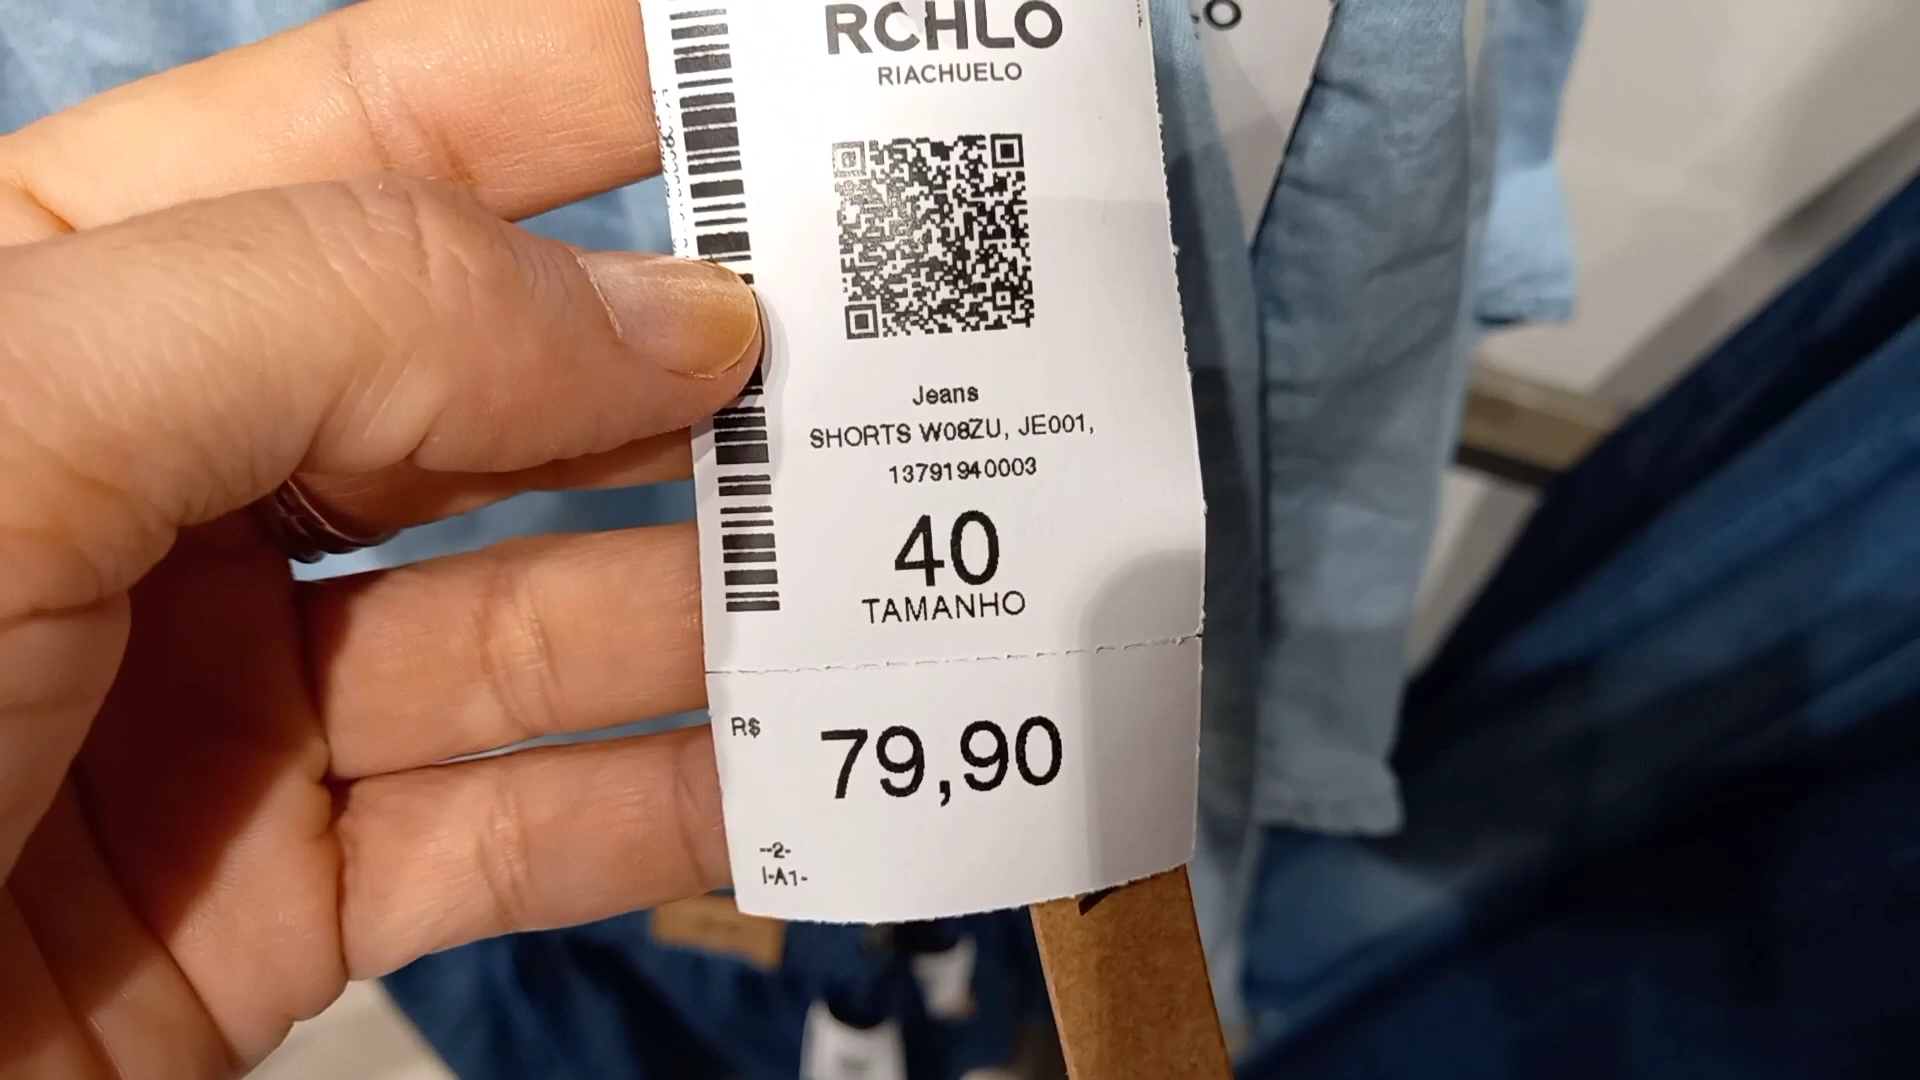 RCHLO
RIACHUELO
Jeans
SHORTS W08ZU, JE001,
13791940003
40
TAMANHO
R$
79,90
--2-
I-A1-